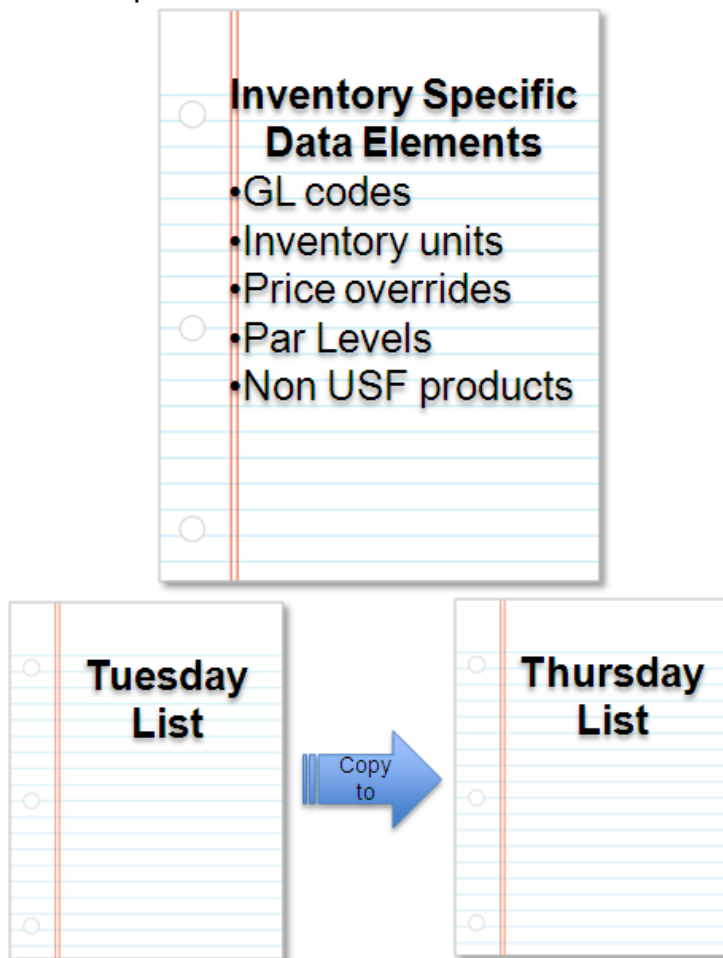 Inventory Specific
Data Elements
•GL codes
•Inventory units
•Price overrides
•Par Levels
•Non USF products
Tuesday
List
Copy
to
Thursday
List